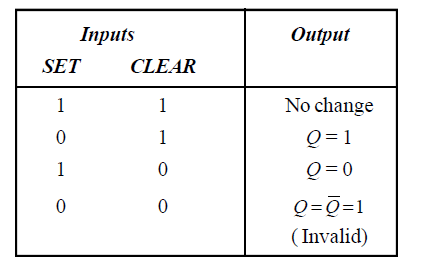 Inputs Output
SET CLEAR
1 1 No change
0 1 Q = 1
1 0 Q = 0
0 0 Q = Q̅ = 1
( Invalid)